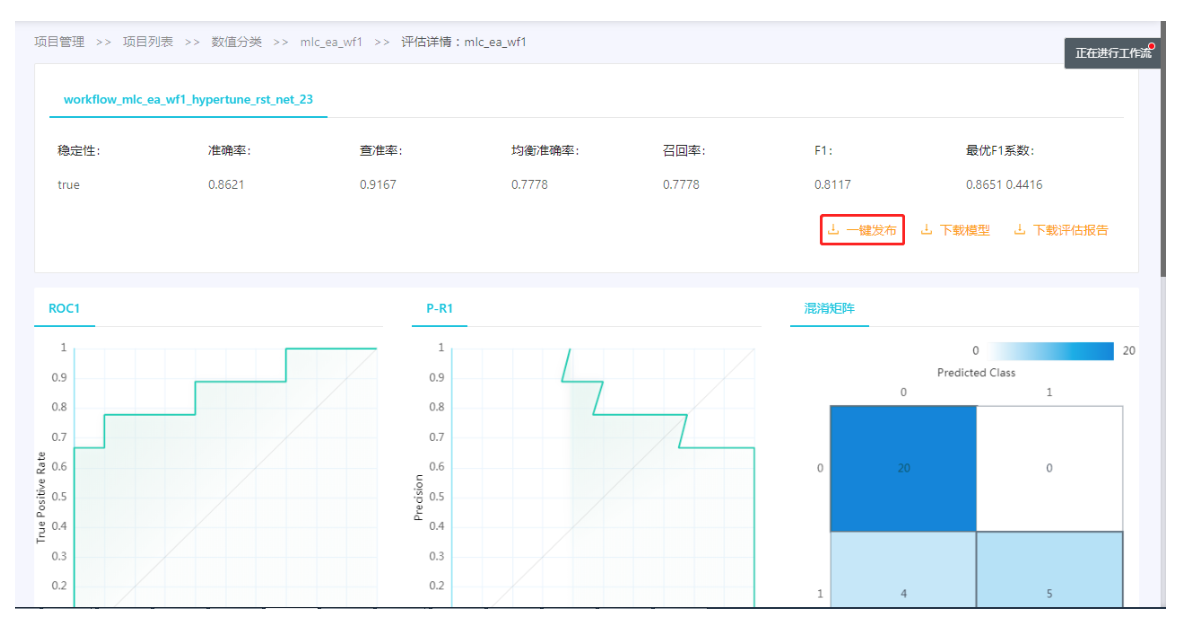 项目管理 >> 项目列表 >> 数值分类 >> mlc_ea_wf1 >> 评估详情：mlc_ea_wf1
正在进行工作流
workflow_mlc_ea_wf1_hypertune_rst_net_23
稳定性： 准确率： 查准率： 均衡准确率： 召回率： F1： 最优F1系数：
true 0.8621 0.9167 0.7778 0.7778 0.8117 0.8651 0.4416
一键发布 下载模型 下载评估报告
ROC1
1
0.9
0.8
0.7
0.6
0.5
0.4
0.3
0.2
True Positive Rate
P-R1
1
0.9
0.8
0.7
0.6
0.5
0.4
0.3
0.2
Precision
混淆矩阵
0 20
Predicted Class
0 1
0 20 0
1 4 5